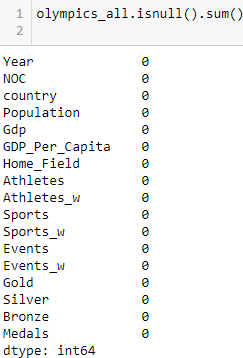 1 olympics_all.isnull().sum()
2
Year 0
NOC 0
country 0
Population 0
Gdp 0
GDP_Per_Capita 0
Home_Field 0
Athletes 0
Athletes_w 0
Sports 0
Sports_w 0
Events 0
Events_w 0
Gold 0
Silver 0
Bronze 0
Medals 0
dtype: int64